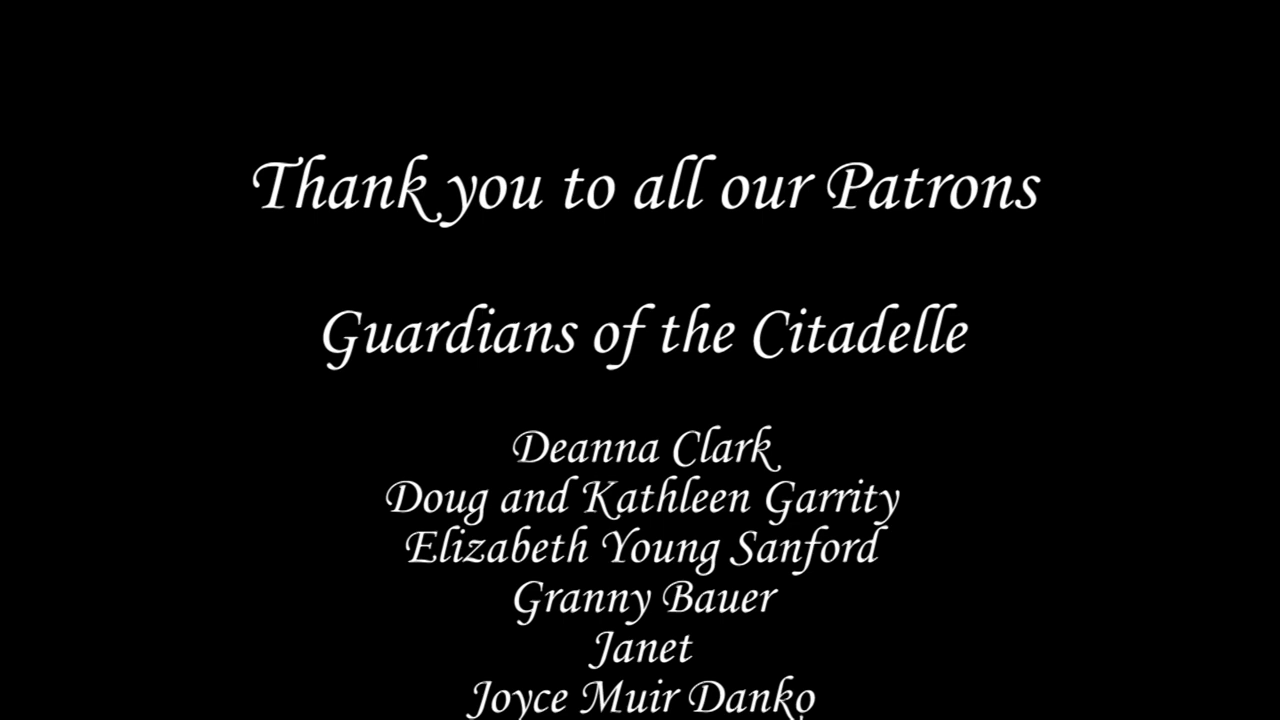 Thank you to all our Patrons
Guardians of the Citadelle
Deanna Clark
Doug and Kathleen Garrity
Elizabeth Young Sanford
Granny Bauer
Janet
Joyce Muir Danko